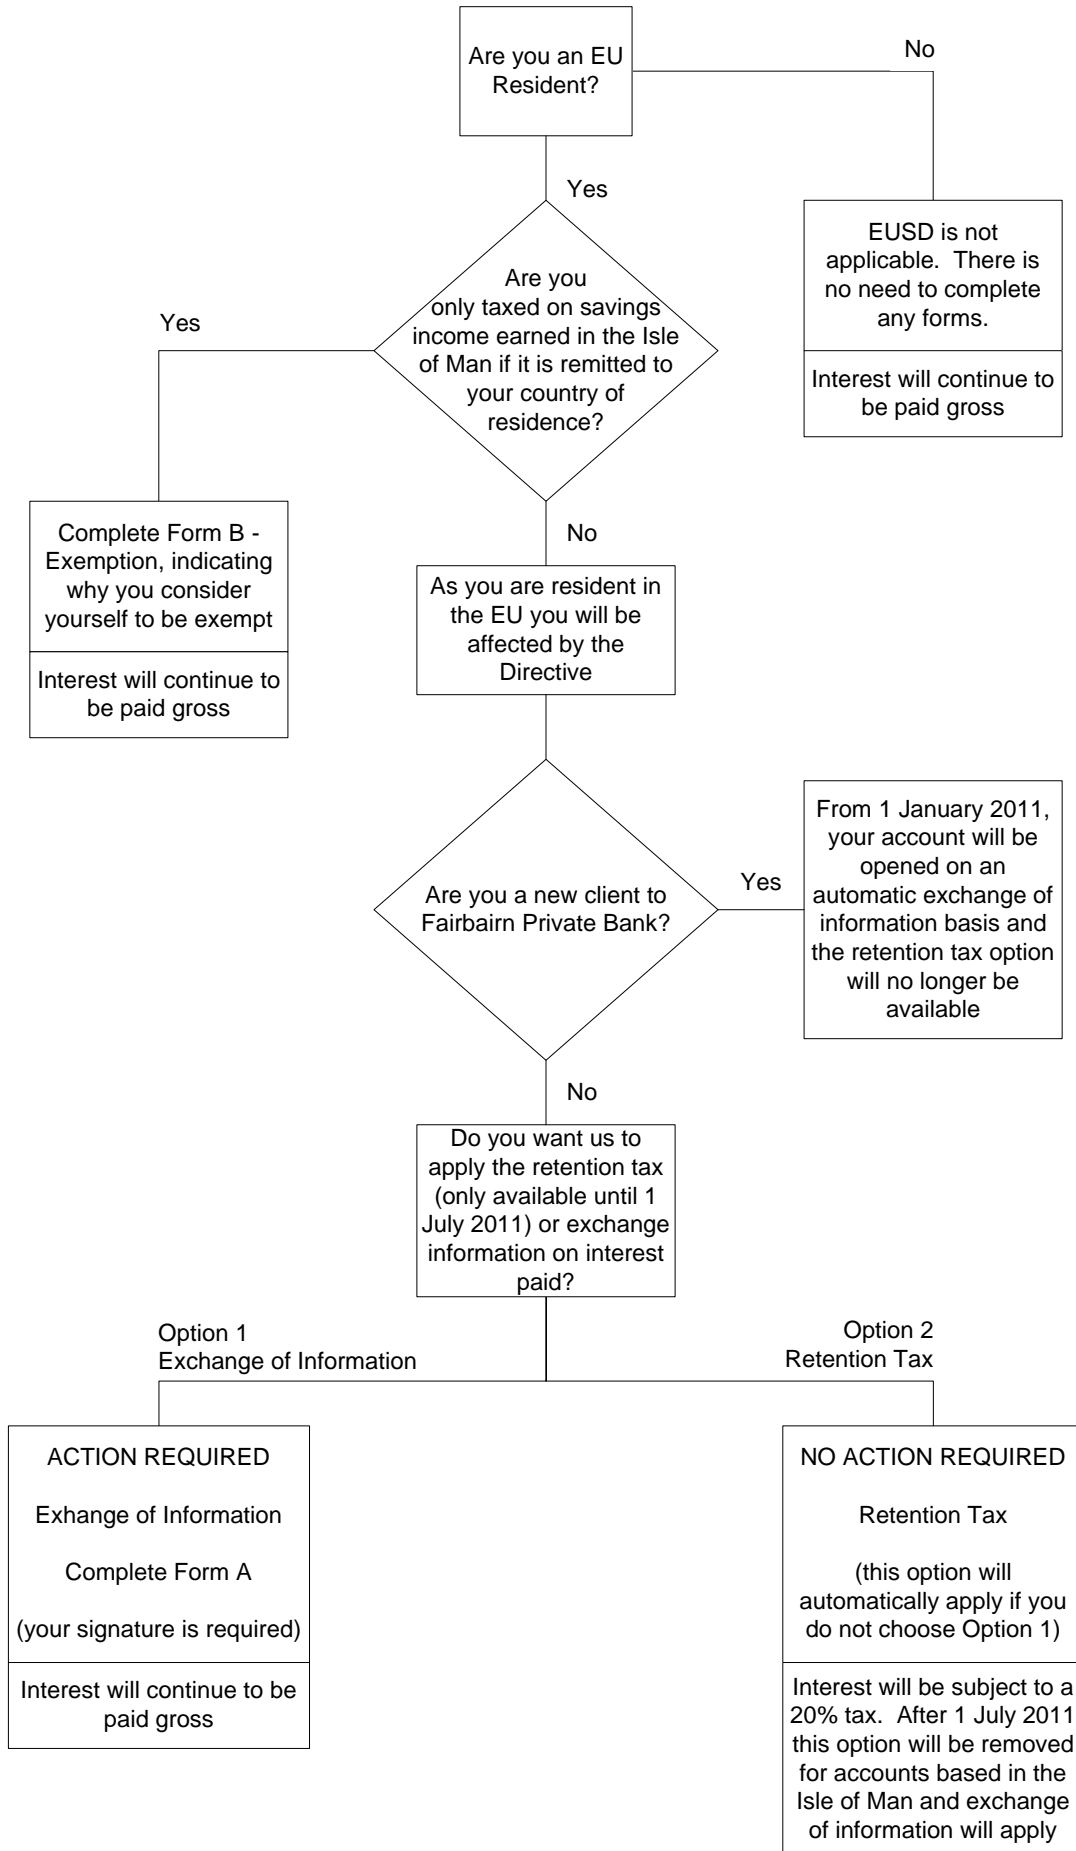 Are you an EU
Resident?
No
Yes
EUSD is not
applicable.  There is
no need to complete
any forms.
Interest will continue to
be paid gross
Are you
only taxed on savings
income earned in the Isle
of Man if it is remitted to
your country of
residence?
Yes
Complete Form B -
Exemption, indicating
why you consider
yourself to be exempt
Interest will continue to
be paid gross
No
As you are resident in
the EU you will be
affected by the
Directive
Are you a new client to
Fairbairn Private Bank?
Yes
From 1 January 2011,
your account will be
opened on an
automatic exchange of
information basis and
the retention tax option
will no longer be
available
No
Do you want us to
apply the retention tax
(only available until 1
July 2011) or exchange
information on interest
paid?
Option 1
Exchange of Information
Option 2
Retention Tax
ACTION REQUIRED
Exhange of Information
Complete Form A
(your signature is required)
Interest will continue to be
paid gross
NO ACTION REQUIRED
Retention Tax
(this option will
automatically apply if you
do not choose Option 1)
Interest will be subject to a
20% tax.  After 1 July 2011
this option will be removed
for accounts based in the
Isle of Man and exchange
of information will apply